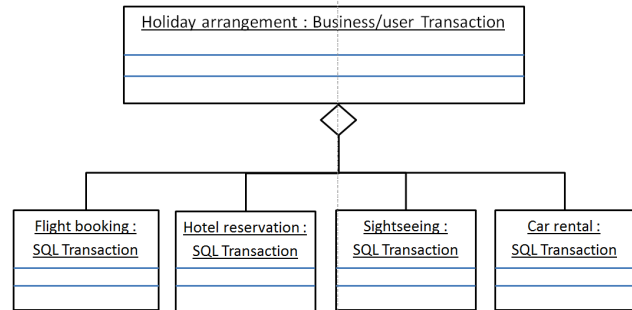 Holiday arrangement : Business/user Transaction
Flight booking :
SQL Transaction
Hotel reservation :
SQL Transaction
Sightseeing :
SQL Transaction
Car rental :
SQL Transaction